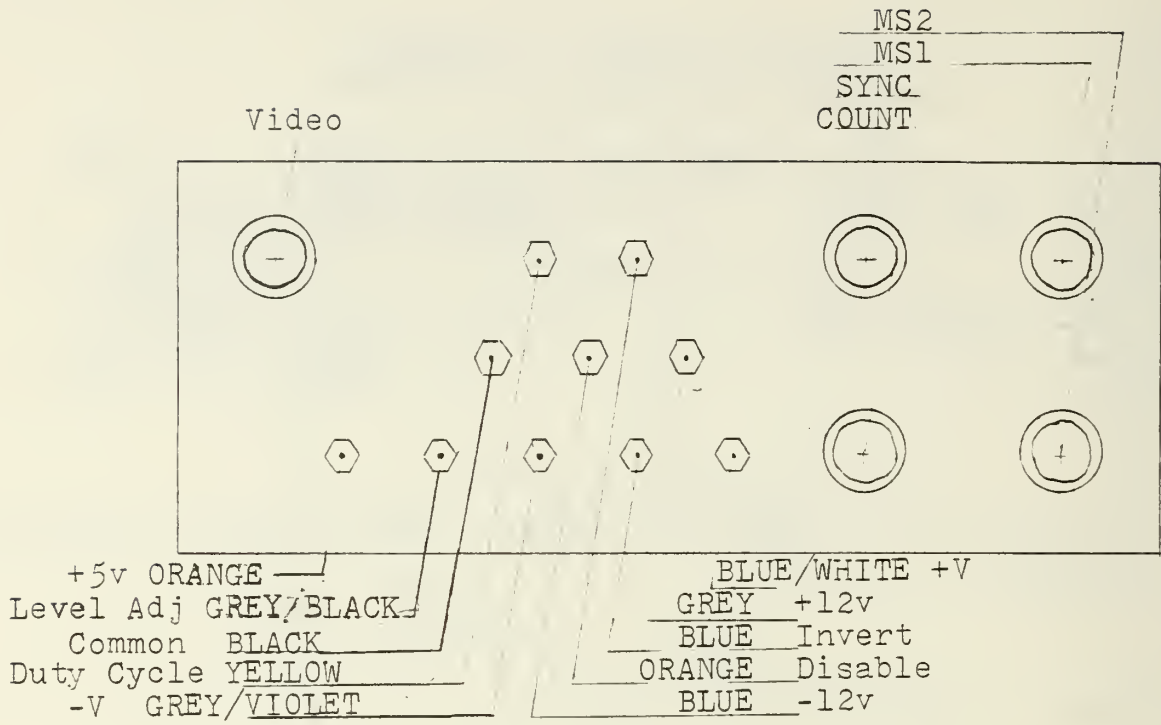 MS2
MS1
SYNC
COUNT
Video
+5v ORANGE
Level Adj GREY/BLACK
Common BLACK
Duty Cycle YELLOW
-V GREY/VIOLET
BLUE/WHITE +V
GREY +12v
BLUE Invert
ORANGE Disable
BLUE -12v